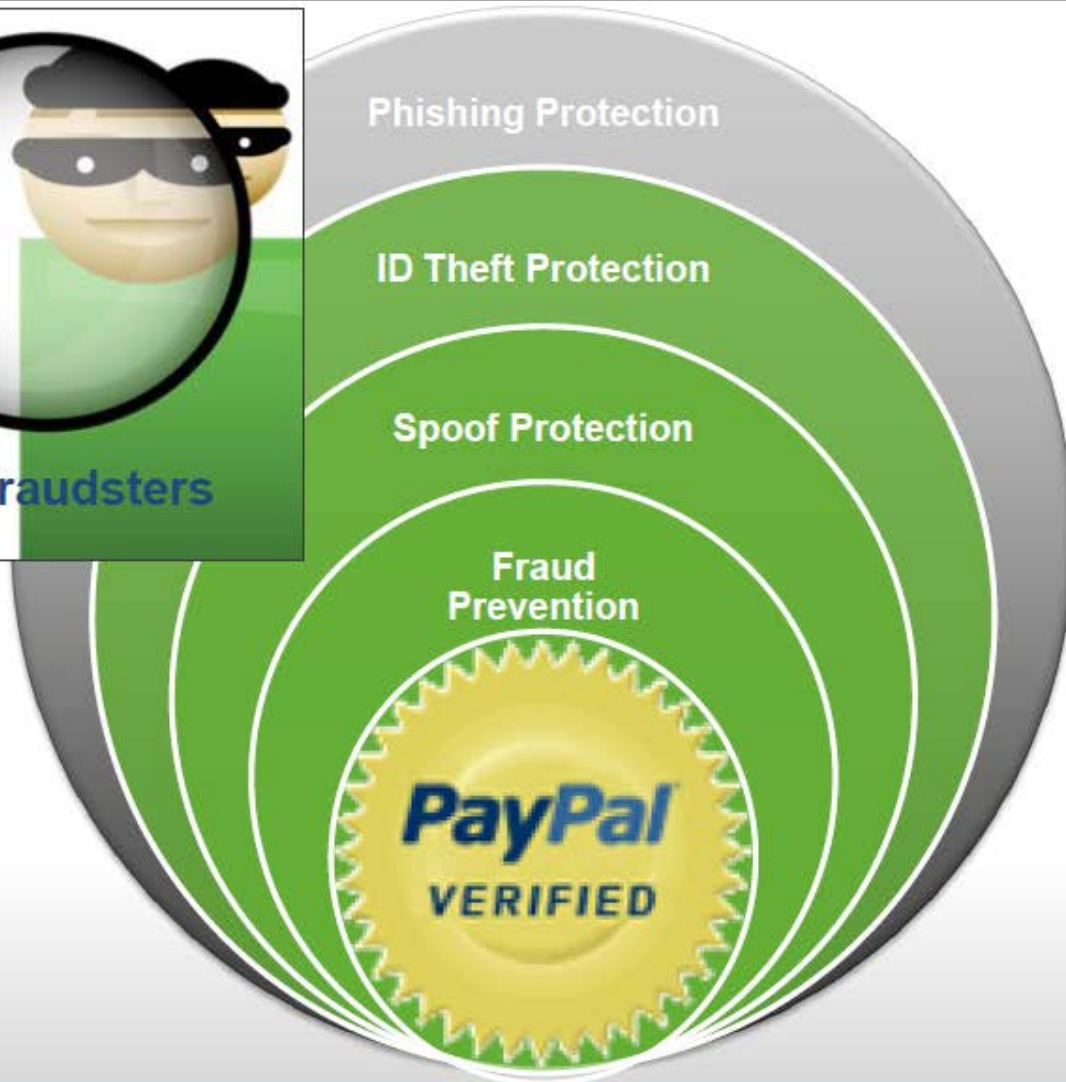 Phishing Protection
ID Theft Protection
Spoof Protection
raudsters
Fraud
Prevention
PayPal
VERIFIED